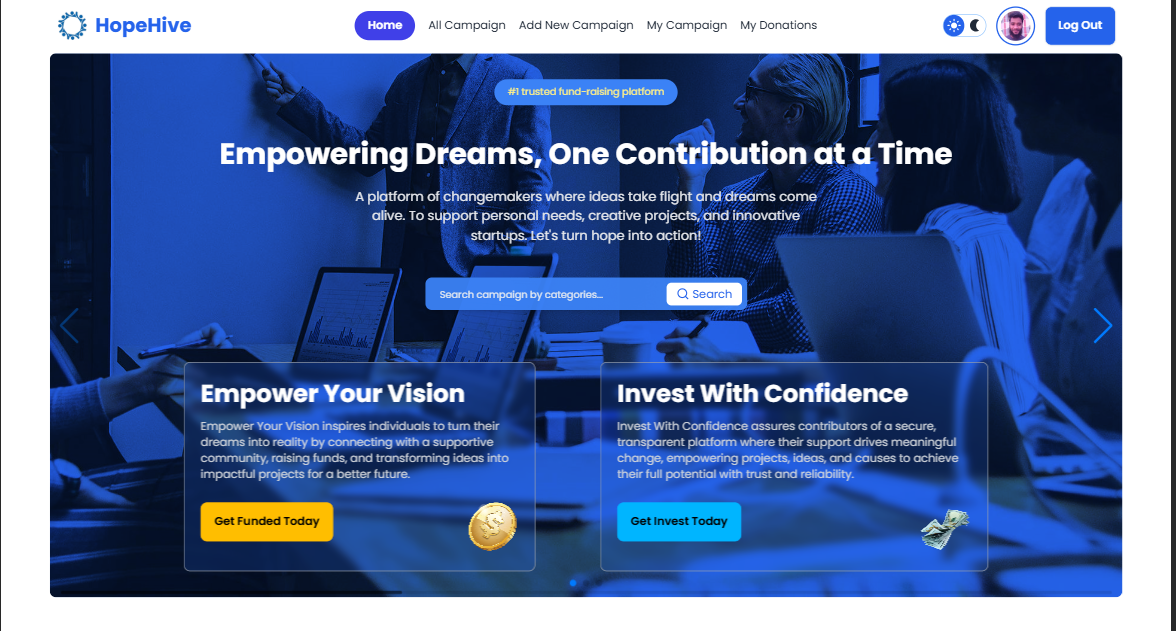 HopeHive
Home
All Campaign
Add New Campaign
My Campaign
My Donations
Log Out
#1 trusted fund-raising platform
Empowering Dreams, One Contribution at a Time
A platform of changemakers where ideas take flight and dreams come
alive. To support personal needs, creative projects, and innovative
startups. Let's turn hope into action!
Search campaign by categories...
Search
Empower Your Vision
Empower Your Vision inspires individuals to turn their
dreams into reality by connecting with a supportive
community, raising funds, and transforming ideas into
impactful projects for a better future.
Get Funded Today
Invest With Confidence
Invest With Confidence assures contributors of a secure,
transparent platform where their support drives meaningful
change, empowering projects, ideas, and causes to achieve
their full potential with trust and reliability.
Get Invest Today